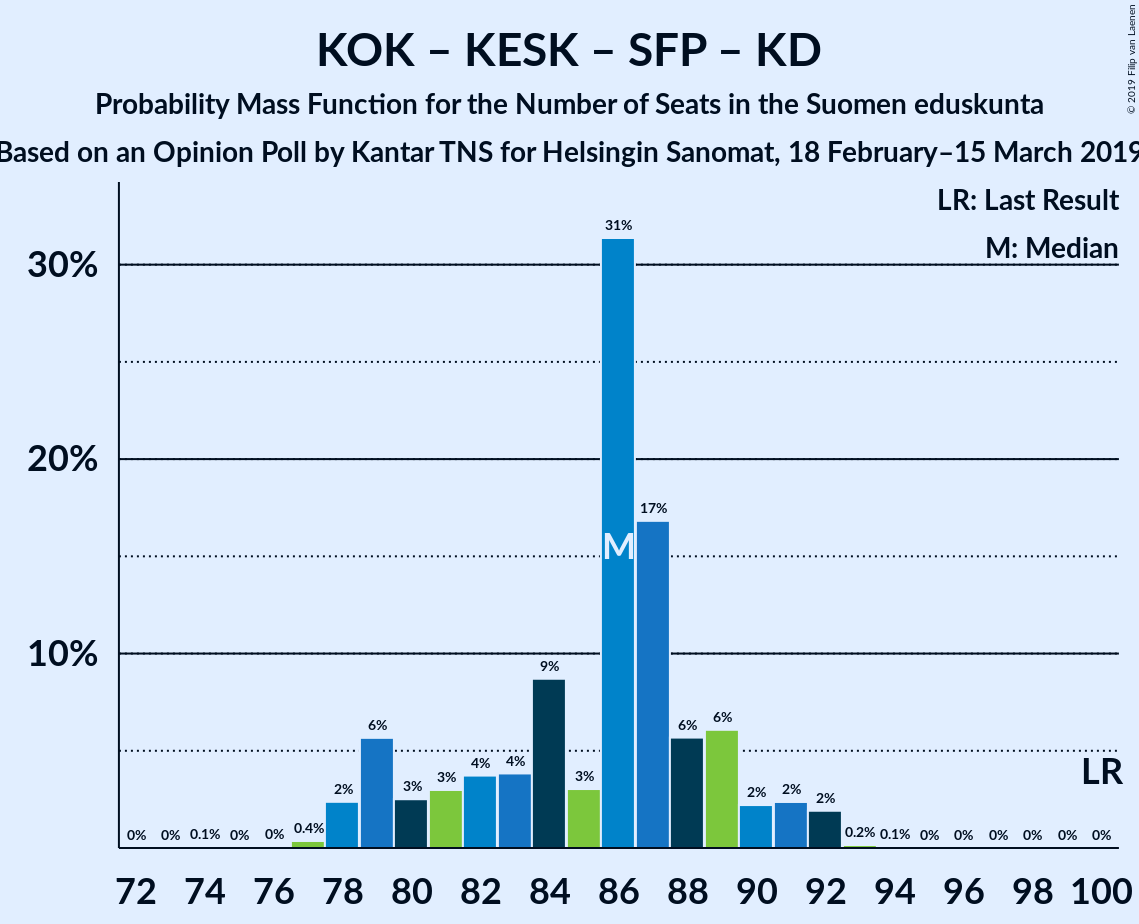 KOK – KESK – SFP – KD
Probability Mass Function for the Number of Seats in the Suomen eduskunta
Based on an Opinion Poll by Kantar TNS for Helsingin Sanomat, 18 February–15 March 2019
© 2019 Filip van Laenen
LR: Last Result
M: Median
30%
20%
10%
0% 0% 0.1% 0% 0% 0.4% 2% 6% 3% 3% 4% 4% 9% 3% 31% 17% 6% 6% 2% 2% 2% 0.2% 0.1% 0% 0% 0% 0% 0% 0%
M
LR
72 74 76 78 80 82 84 86 88 90 92 94 96 98 100